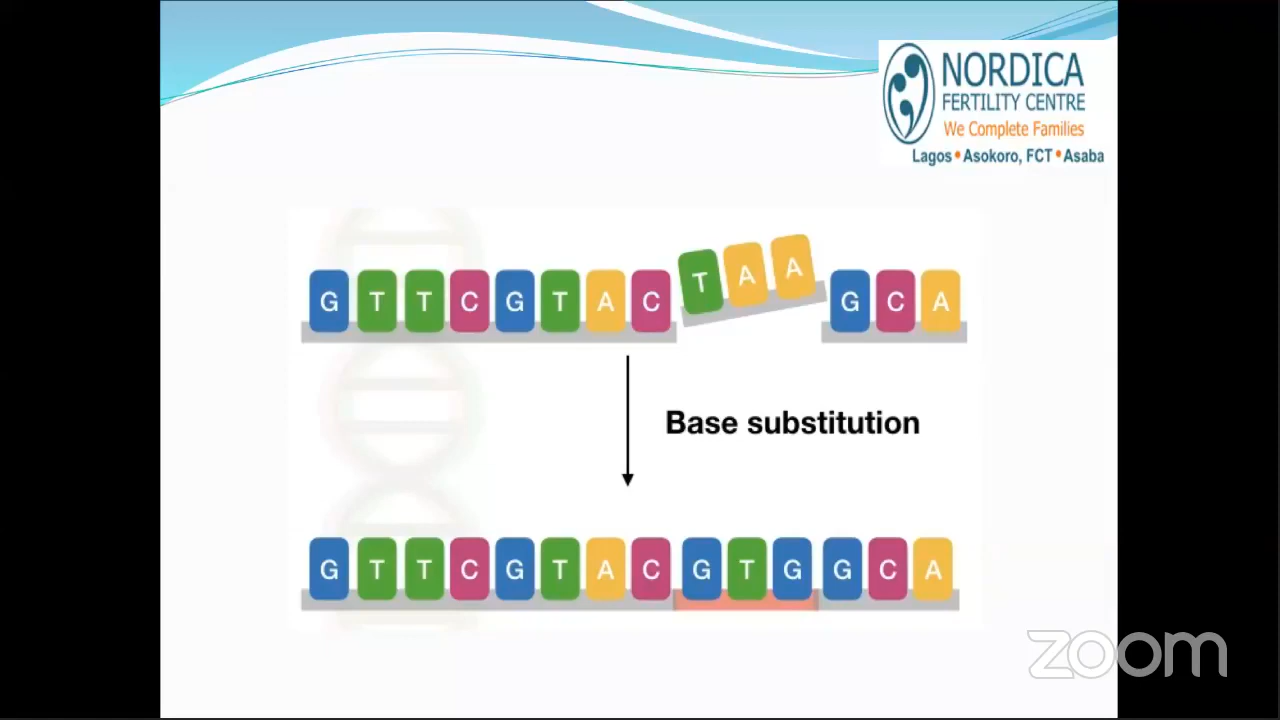 NORDICA
FERTILITY CENTRE
We Complete Families
Lagos • Asokoro, FCT • Asaba
G T T C G T A C T A A G C A
Base substitution
G T T C G T A C G T G G C A
zoom